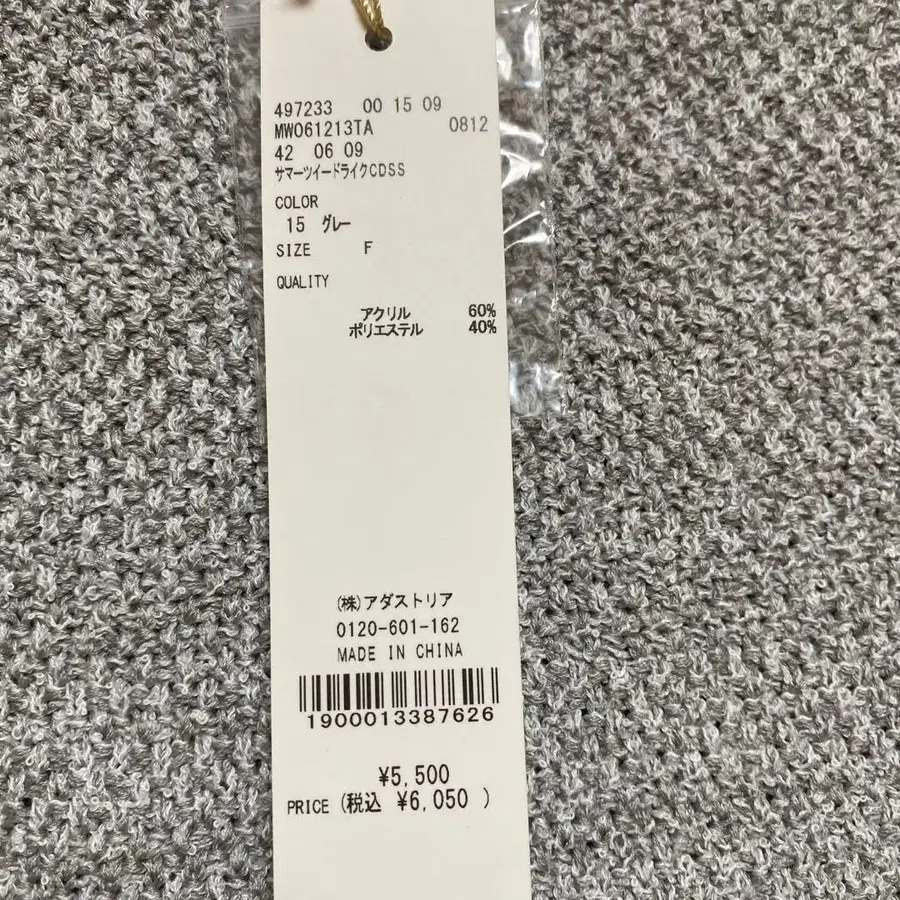 497233 00 15 09
MW061213TA 0812
42 06 09
サマーツイードライクCDSS
COLOR
15 グレー
SIZE F
QUALITY
アクリル 60%
ポリエステル 40%
(株)アダストリア
0120-601-162
MADE IN CHINA
1900013387626
¥5,500
PRICE (税込 ¥6,050 )